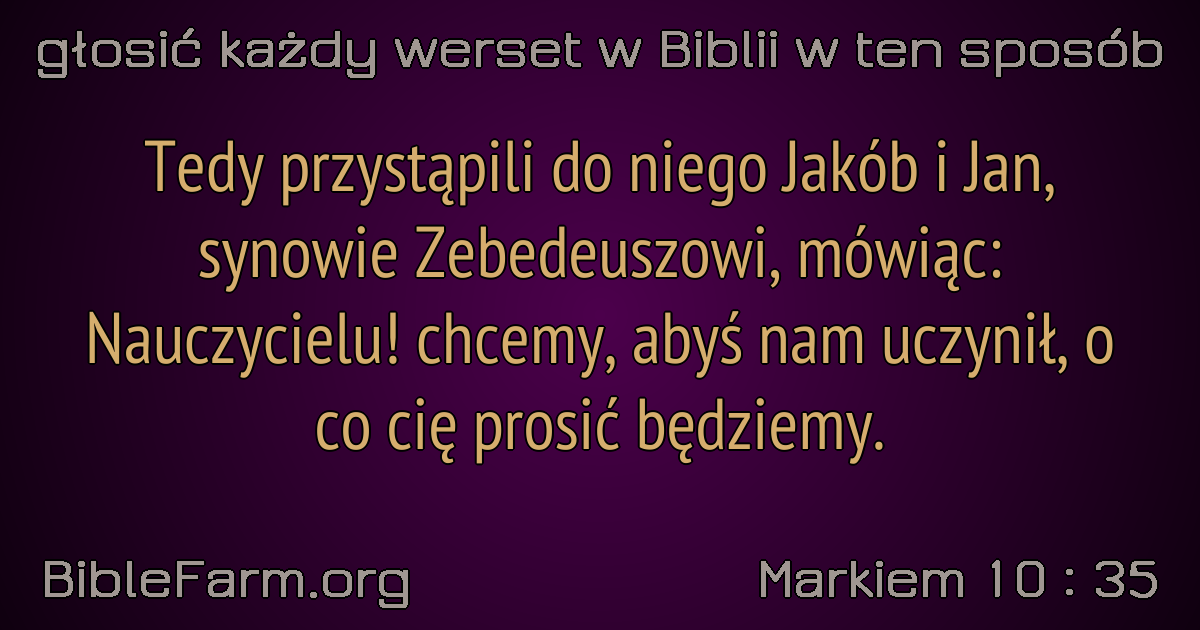 głosić każdy werset w Biblii w ten sposób
Tedy przystąpili do niego Jakób i Jan,
synowie Zebedeuszowi, mówiąc:
Nauczycielu! chcemy, abyś nam uczynił, o
co cię prosić będziemy.
BibleFarm.org
Markiem 10 : 35